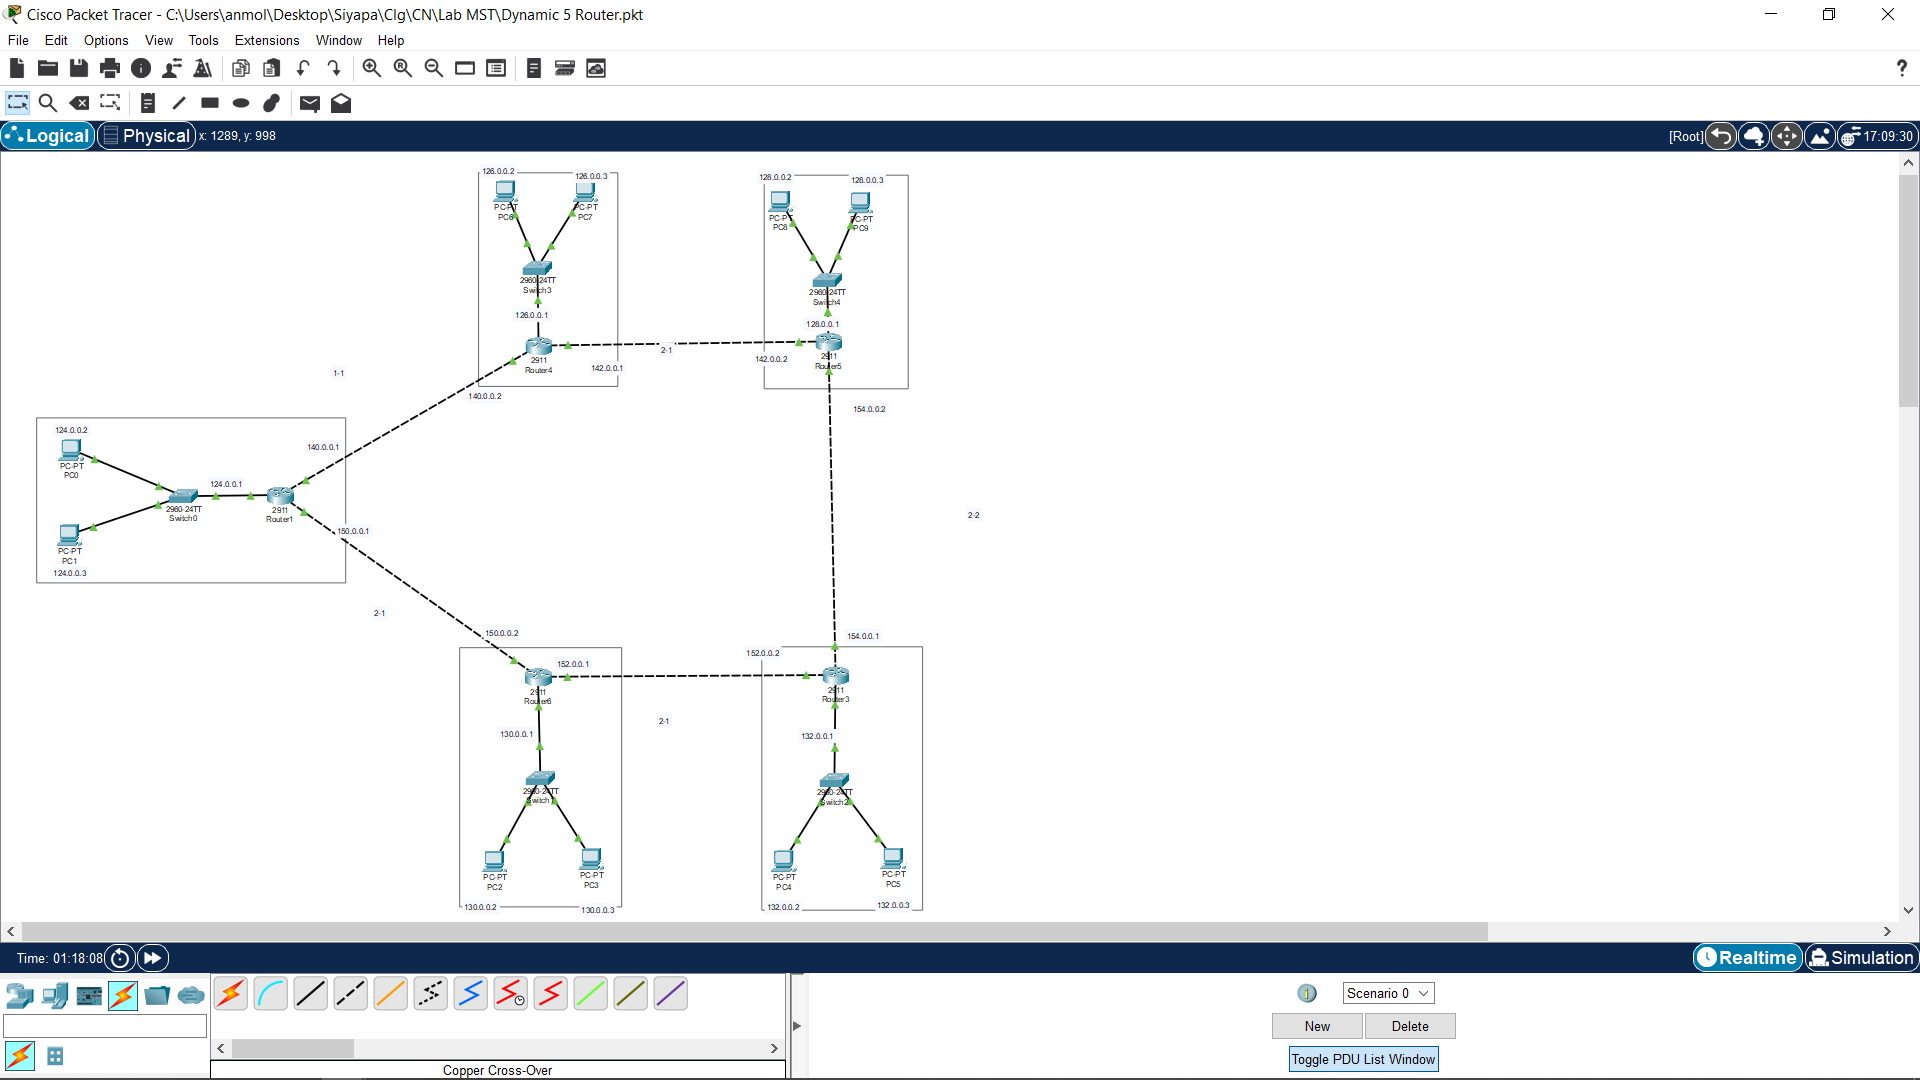 Cisco Packet Tracer - C:\Users\anmol\Desktop\Siyapa\Clg\CN\Lab MST\Dynamic 5 Router.pkt
File Edit Options View Tools Extensions Window Help
?
Logical Physical x: 1289, y: 998 [Root] 17:09:30
126.0.0.2
126.0.0.3
PC-PT
PC6
PC-PT
PC7
2960-24TT
Switch3
126.0.0.1
2911
Router4
142.0.0.1
140.0.0.2
128.0.0.2
128.0.0.3
PC-PT
PC8
PC-PT
PC9
2960-24TT
Switch4
128.0.0.1
2911
Router5
142.0.0.2
154.0.0.2
2-1
1-1
124.0.0.2
PC-PT
PC0
140.0.0.1
124.0.0.1
2960-24TT
Switch0
2911
Router1
150.0.0.1
PC-PT
PC1
124.0.0.3
2-2
2-1
150.0.0.2
152.0.0.1
2911
Router6
130.0.0.1
2960-24TT
Switch1
PC-PT
PC2
PC-PT
PC3
130.0.0.2
130.0.0.3
2-1
154.0.0.1
152.0.0.2
2911
Router3
132.0.0.1
2960-24TT
Switch2
PC-PT
PC4
PC-PT
PC5
132.0.0.2
132.0.0.3
Time: 01:18:08 Realtime Simulation
Scenario 0
New Delete
Toggle PDU List Window
Copper Cross-Over